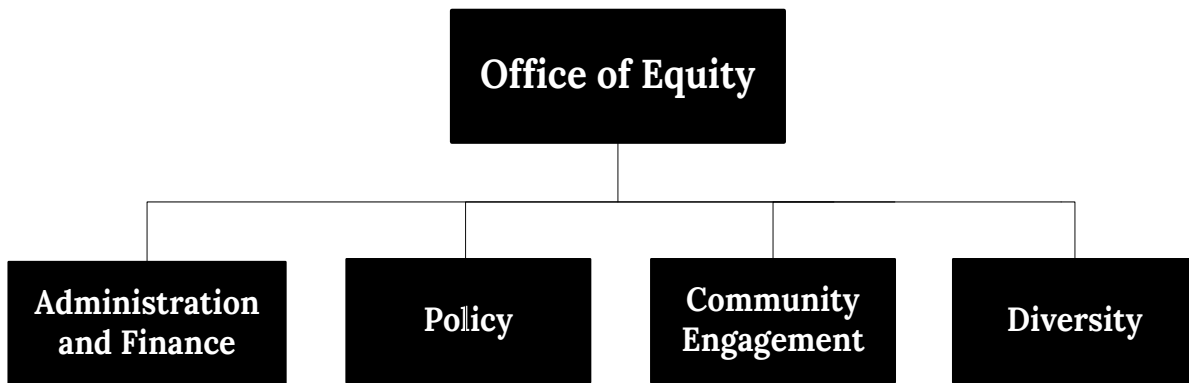 Office of Equity
Administration
and Finance
Policy
Community
Engagement
Diversity